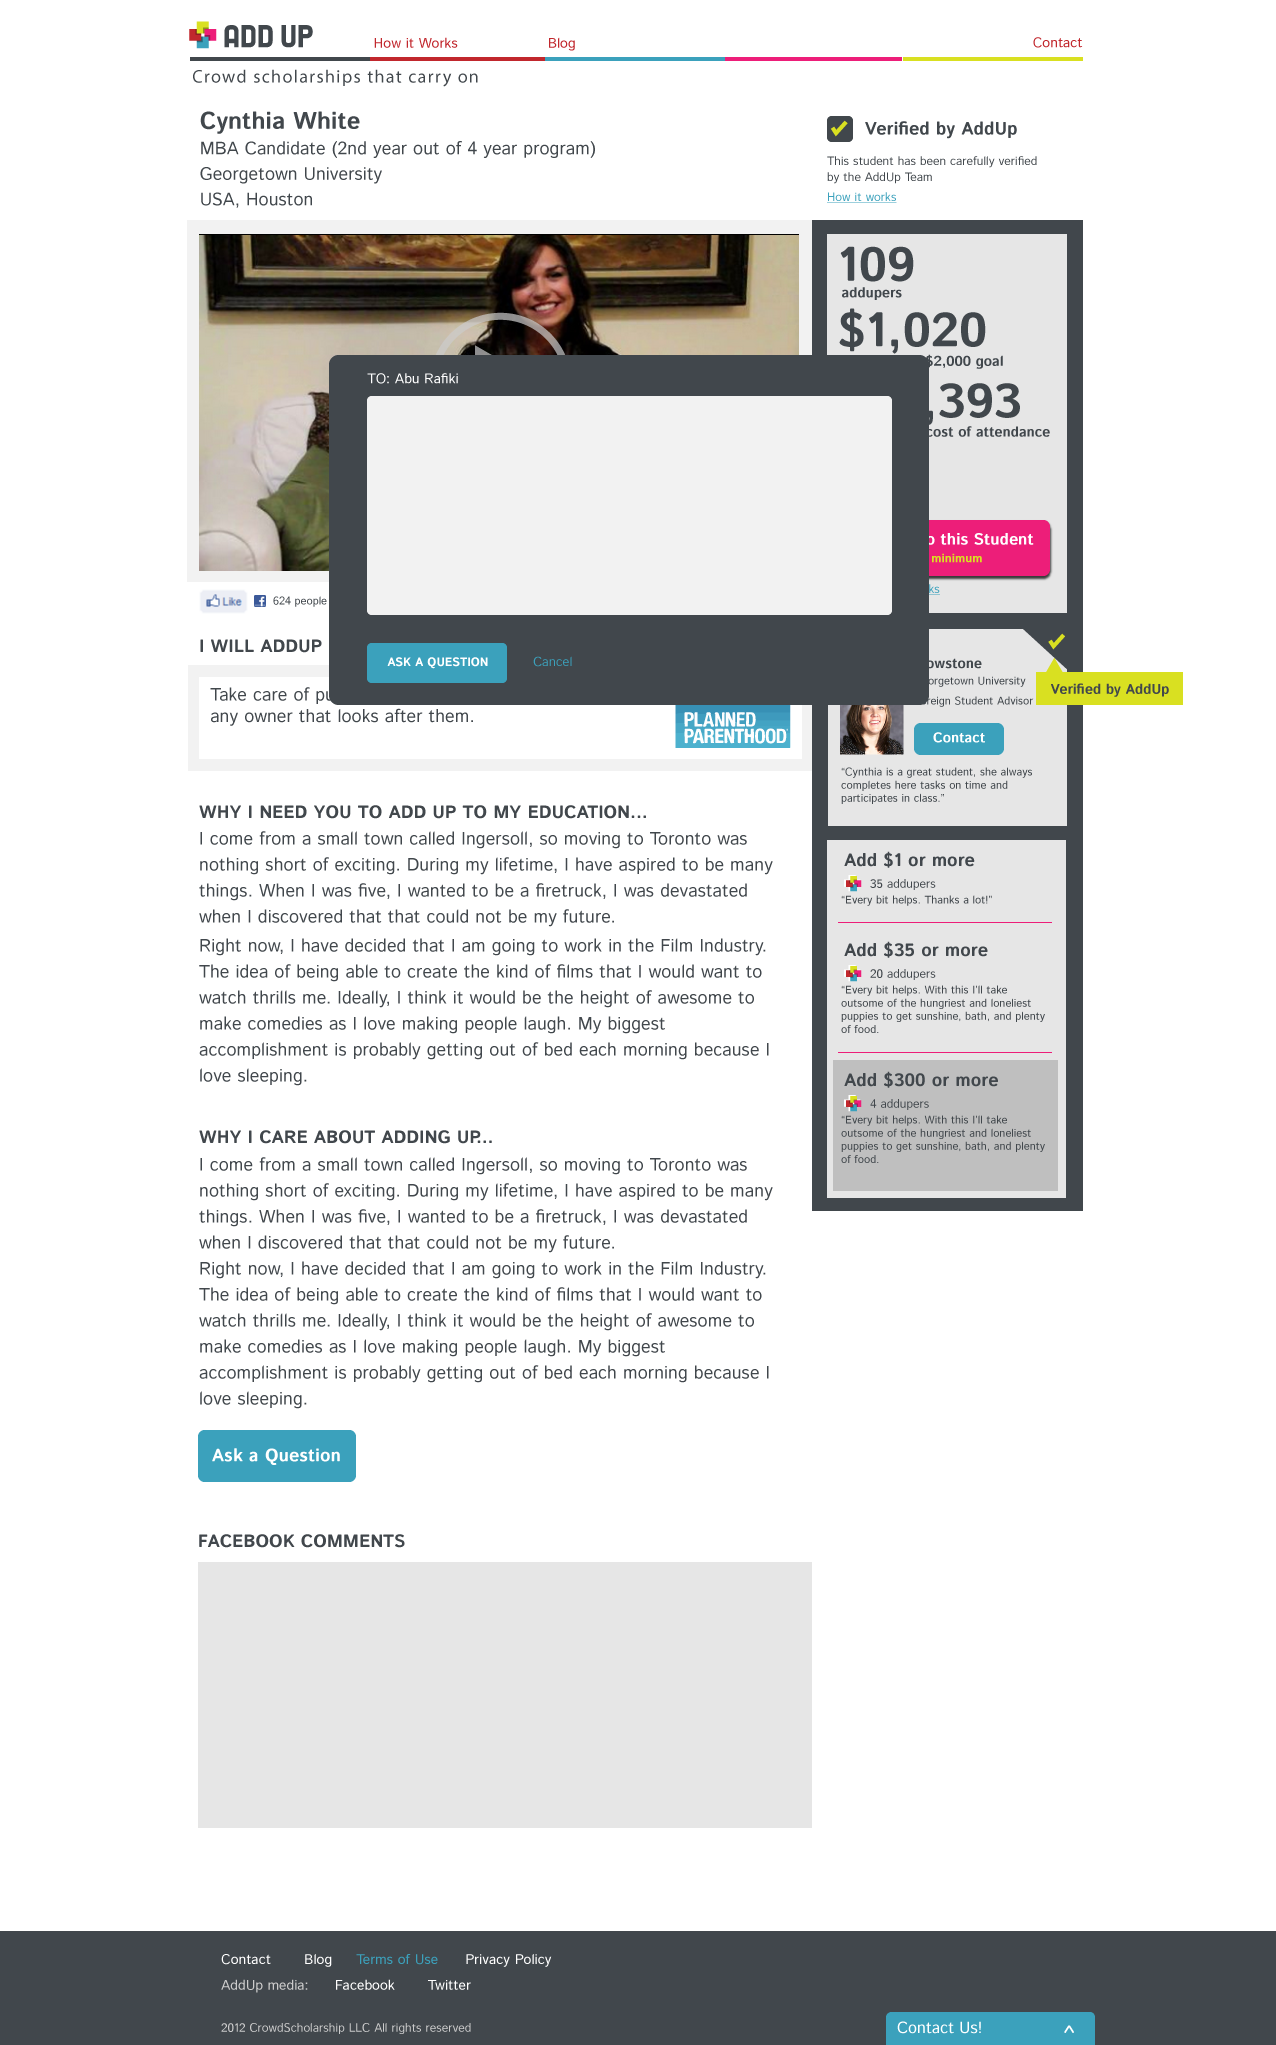 ADD UP
How it Works
Blog
Contact
Crowd scholarships that carry on
Cynthia White
MBA Candidate (2nd year out of 4 year program)
Georgetown University
USA, Houston
Verified by AddUp
This student has been carefully verified
by the AddUp Team
How it works
109
addupers
$1,020
$2,000 goal
,393
cost of attendance
TO: Abu Rafiki
ASK A QUESTION
Cancel
this Student
minimum
624 people
Like
I WILL ADDUP
Take care of
any owner that looks after them.
PLANNED
PARENTHOOD
Georgetown University
Student Advisor
Verified by AddUp
Contact
“Cynthia is a great student, she always
completes here tasks on time and
participates in class.”
WHY I NEED YOU TO ADD UP TO MY EDUCATION...
I come from a small town called Ingersoll, so moving to Toronto was
nothing short of exciting. During my lifetime, I have aspired to be many
things. When I was five, I wanted to be a firetruck, I was devastated
when I discovered that that could not be my future.
Right now, I have decided that I am going to work in the Film Industry.
The idea of being able to create the kind of films that I would want to
watch thrills me. Ideally, I think it would be the height of awesome to
make comedies as I love making people laugh. My biggest
accomplishment is probably getting out of bed each morning because I
love sleeping.
Add $1 or more
35 addupers
“Every bit helps. Thanks a lot!”
Add $35 or more
20 addupers
“Every bit helps. With this I'll take
outsome of the hungriest and loneliest
puppies to get sunshine, bath, and plenty
of food.
Add $300 or more
4 addupers
“Every bit helps. With this I'll take
outsome of the hungriest and loneliest
puppies to get sunshine, bath, and plenty
of food.
WHY I CARE ABOUT ADDING UP...
I come from a small town called Ingersoll, so moving to Toronto was
nothing short of exciting. During my lifetime, I have aspired to be many
things. When I was five, I wanted to be a firetruck, I was devastated
when I discovered that that could not be my future.
Right now, I have decided that I am going to work in the Film Industry.
The idea of being able to create the kind of films that I would want to
watch thrills me. Ideally, I think it would be the height of awesome to
make comedies as I love making people laugh. My biggest
accomplishment is probably getting out of bed each morning because I
love sleeping.
Ask a Question
FACEBOOK COMMENTS
Contact
Blog
Terms of Use
Privacy Policy
AddUp media:
Facebook
Twitter
2012 CrowdScholarship LLC All rights reserved
Contact Us!